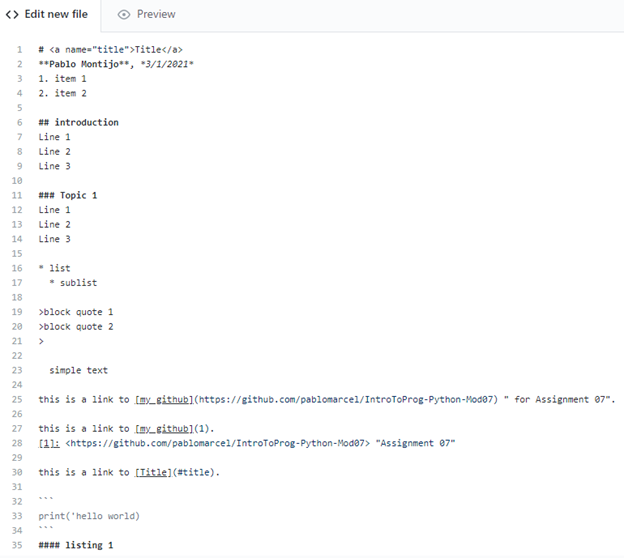 <> Edit new file Preview
1 # <a name="title">Title</a>
2 **Pablo Montijo**, *3/1/2021*
3 1. item 1
4 2. item 2
5
6 ## introduction
7 Line 1
8 Line 2
9 Line 3
10
11 ### Topic 1
12 Line 1
13 Line 2
14 Line 3
15
16 * list
17   * sublist
18
19 >block quote 1
20 >block quote 2
21 >
22
23   simple text
24
25 this is a link to [my_github](https://github.com/pablomarcel/IntroToProg-Python-Mod07) " for Assignment 07".
26
27 this is a link to [my_github](1).
28 [1]: <https://github.com/pablomarcel/IntroToProg-Python-Mod07> "Assignment 07"
29
30 this is a link to [Title](#title).
31
32 ```
33 print('hello world)
34 ```
35 #### listing 1